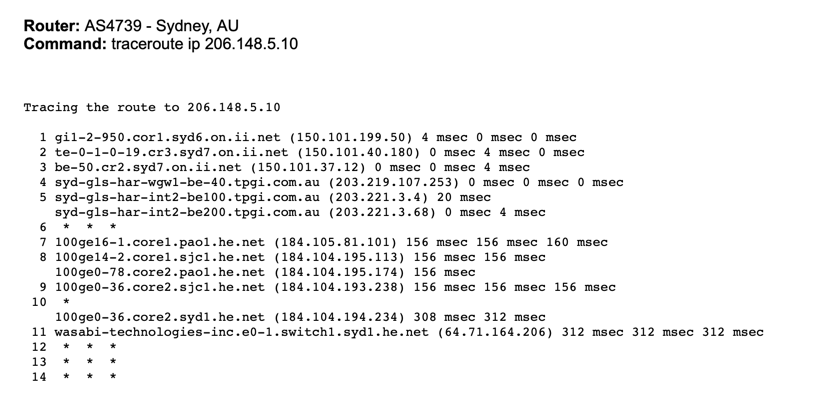 Router: AS4739 - Sydney, AU
Command: traceroute ip 206.148.5.10
Tracing the route to 206.148.5.10
1 gi1-2-950.cor1.syd6.on.ii.net (150.101.199.50) 4 msec 0 msec 0 msec
2 te-0-1-0-19.cr3.syd7.on.ii.net (150.101.40.180) 0 msec 4 msec 0 msec
3 be-50.cr2.syd7.on.ii.net (150.101.37.12) 0 msec 0 msec 4 msec
4 syd-gls-har-wgw1-be-40.tpgi.com.au (203.219.107.253) 0 msec 0 msec 0 msec
5 syd-gls-har-int2-be100.tpgi.com.au (203.221.3.4) 20 msec
syd-gls-har-int2-be200.tpgi.com.au (203.221.3.68) 0 msec 4 msec
6 * * *
7 100ge16-1.core1.pao1.he.net (184.105.81.101) 156 msec 156 msec 160 msec
8 100ge14-2.core1.sjc1.he.net (184.104.195.113) 156 msec 156 msec
100ge0-78.core2.pao1.he.net (184.104.195.174) 156 msec
9 100ge0-36.core2.sjc1.he.net (184.104.193.238) 156 msec 156 msec 156 msec
10 *
100ge0-36.core2.syd1.he.net (184.104.194.234) 308 msec 312 msec
11 wasabi-technologies-inc.e0-1.switch1.syd1.he.net (64.71.164.206) 312 msec 312 msec 312 msec
12 * * *
13 * * *
14 * * *